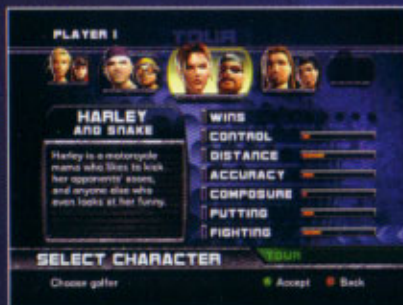 PLAYER 1
TOUR
HARLEY
AND SNAKE
Harley is a motorcycle
mama who likes to kick
her opponents' asses,
and anyone else who
even looks at her funny.
WINS
CONTROL
DISTANCE
ACCURACY
COMPOSURE
PUTTING
FIGHTING
SELECT CHARACTER
TOUR
Choose golfer
Accept
Back